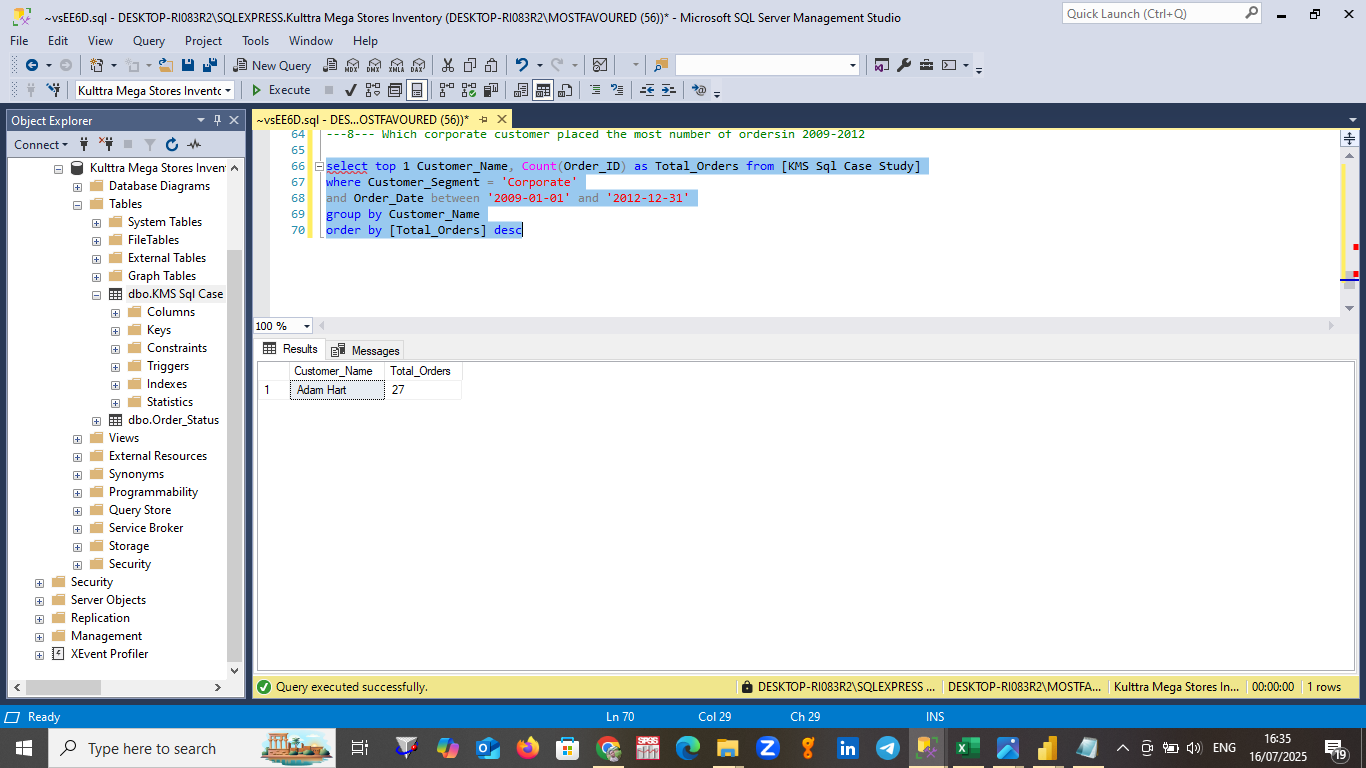 ~vsEE6D.sql - DESKTOP-RI083R2\SQLEXPRESS.Kulttra Mega Stores Inventory (DESKTOP-RI083R2\MOSTFAVOURED (56))* - Microsoft SQL Server Management Studio
Quick Launch (Ctrl+Q)
File Edit View Query Project Tools Window Help
New Query
MDX DMX XMLA DAX
Kulttra Mega Stores Invento
Execute
Object Explorer
Connect
Kulttra Mega Stores Inven
Database Diagrams
Tables
System Tables
FileTables
External Tables
Graph Tables
dbo.KMS Sql Case
Columns
Keys
Constraints
Triggers
Indexes
Statistics
dbo.Order_Status
Views
External Resources
Synonyms
Programmability
Query Store
Service Broker
Storage
Security
Security
Server Objects
Replication
Management
XEvent Profiler
~vsEE6D.sql - DES...OSTFAVOURED (56))*
64 ---8--- Which corporate customer placed the most number of ordersin 2009-2012
65
66 select top 1 Customer_Name, Count(Order_ID) as Total_Orders from [KMS Sql Case Study]
67 where Customer_Segment = 'Corporate'
68 and Order_Date between '2009-01-01' and '2012-12-31'
69 group by Customer_Name
70 order by [Total_Orders] desc
100 %
Results Messages
Customer_Name Total_Orders
1 Adam Hart 27
Query executed successfully.
DESKTOP-RI083R2\SQLEXPRESS ... DESKTOP-RI083R2\MOSTFA... Kulttra Mega Stores In... 00:00:00 1 rows
Ready Ln 70 Col 29 Ch 29 INS
Type here to search
SPGS
ENG
16:35
16/07/2025
19